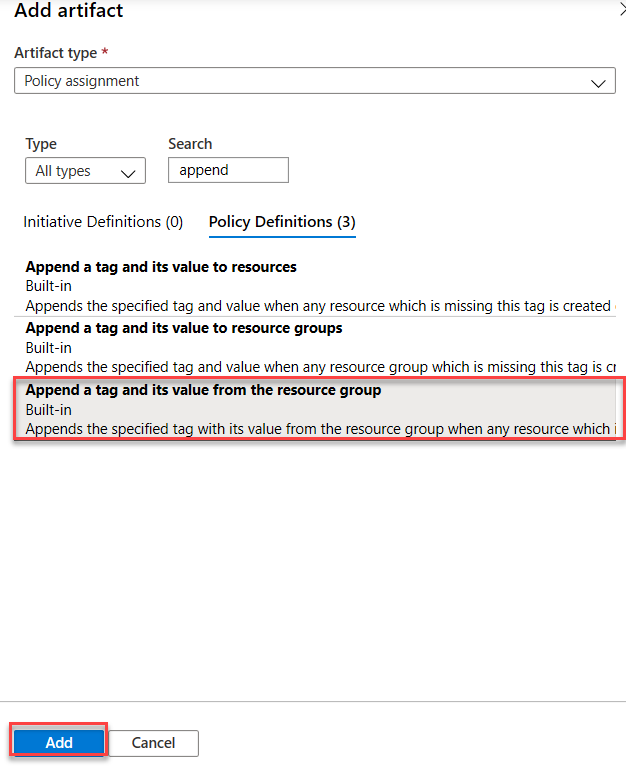 Add artifact
Artifact type *
Policy assignment
Type Search
All types append
Initiative Definitions (0) Policy Definitions (3)
Append a tag and its value to resources
Built-in
Appends the specified tag and value when any resource which is missing this tag is created
Append a tag and its value to resource groups
Built-in
Appends the specified tag and value when any resource group which is missing this tag is cr
Append a tag and its value from the resource group
Built-in
Appends the specified tag with its value from the resource group when any resource which i
Add Cancel